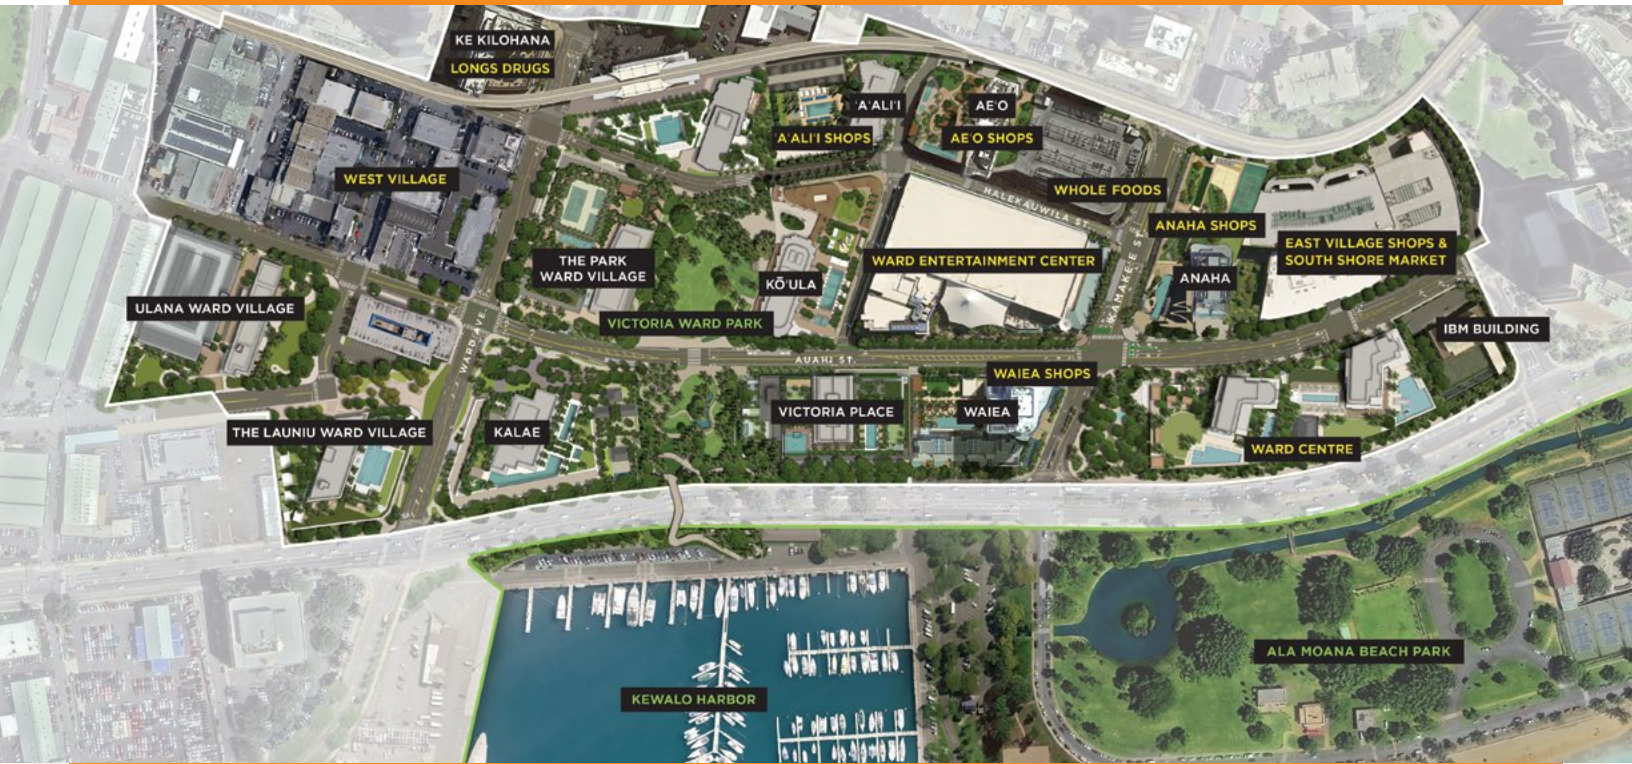 KE KILOHANA
LONGS DRUGS
'A'ALI'I
AE'O
'A'ALI'I SHOPS
AE'O SHOPS
WEST VILLAGE
WHOLE FOODS
HALEKAUWILA ST.
ANAHA SHOPS
EAST VILLAGE SHOPS &
SOUTH SHORE MARKET
THE PARK
WARD VILLAGE
WARD ENTERTAINMENT CENTER
KAMAKE'E ST.
ANAHA
KŌ'ULA
ULANA WARD VILLAGE
VICTORIA WARD PARK
IBM BUILDING
WARD AVE.
AUAHI ST.
WAIEA SHOPS
VICTORIA PLACE
WAIEA
THE LAUNIU WARD VILLAGE
KALAE
WARD CENTRE
ALA MOANA BEACH PARK
KEWALO HARBOR